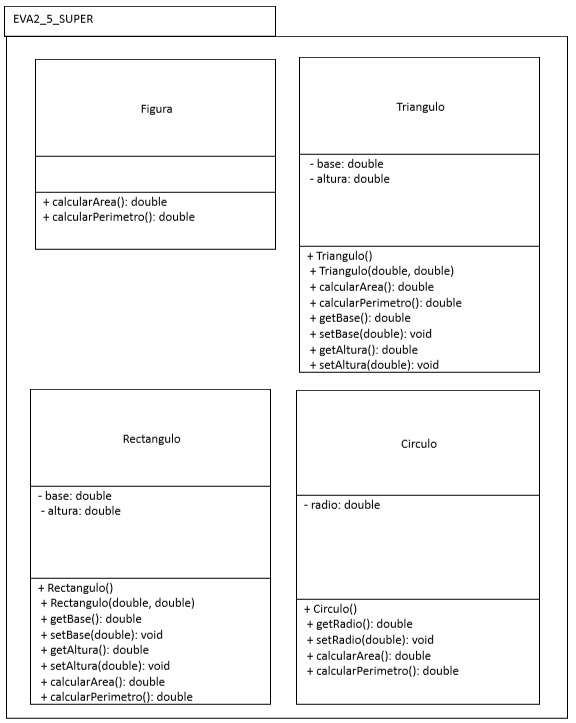 EVA2_5_SUPER
Figura
+ calcularArea(): double
+ calcularPerimetro(): double
Triangulo
- base: double
- altura: double
+ Triangulo()
+ Triangulo(double, double)
+ calcularArea(): double
+ calcularPerimetro(): double
+ getBase(): double
+ setBase(double): void
+ getAltura(): double
+ setAltura(double): void
Rectangulo
- base: double
- altura: double
+ Rectangulo()
+ Rectangulo(double, double)
+ getBase(): double
+ setBase(double): void
+ getAltura(): double
+ setAltura(double): void
+ calcularArea(): double
+ calcularPerimetro(): double
Circulo
- radio: double
+ Circulo()
+ getRadio(): double
+ setRadio(double): void
+ calcularArea(): double
+ calcularPerimetro(): double